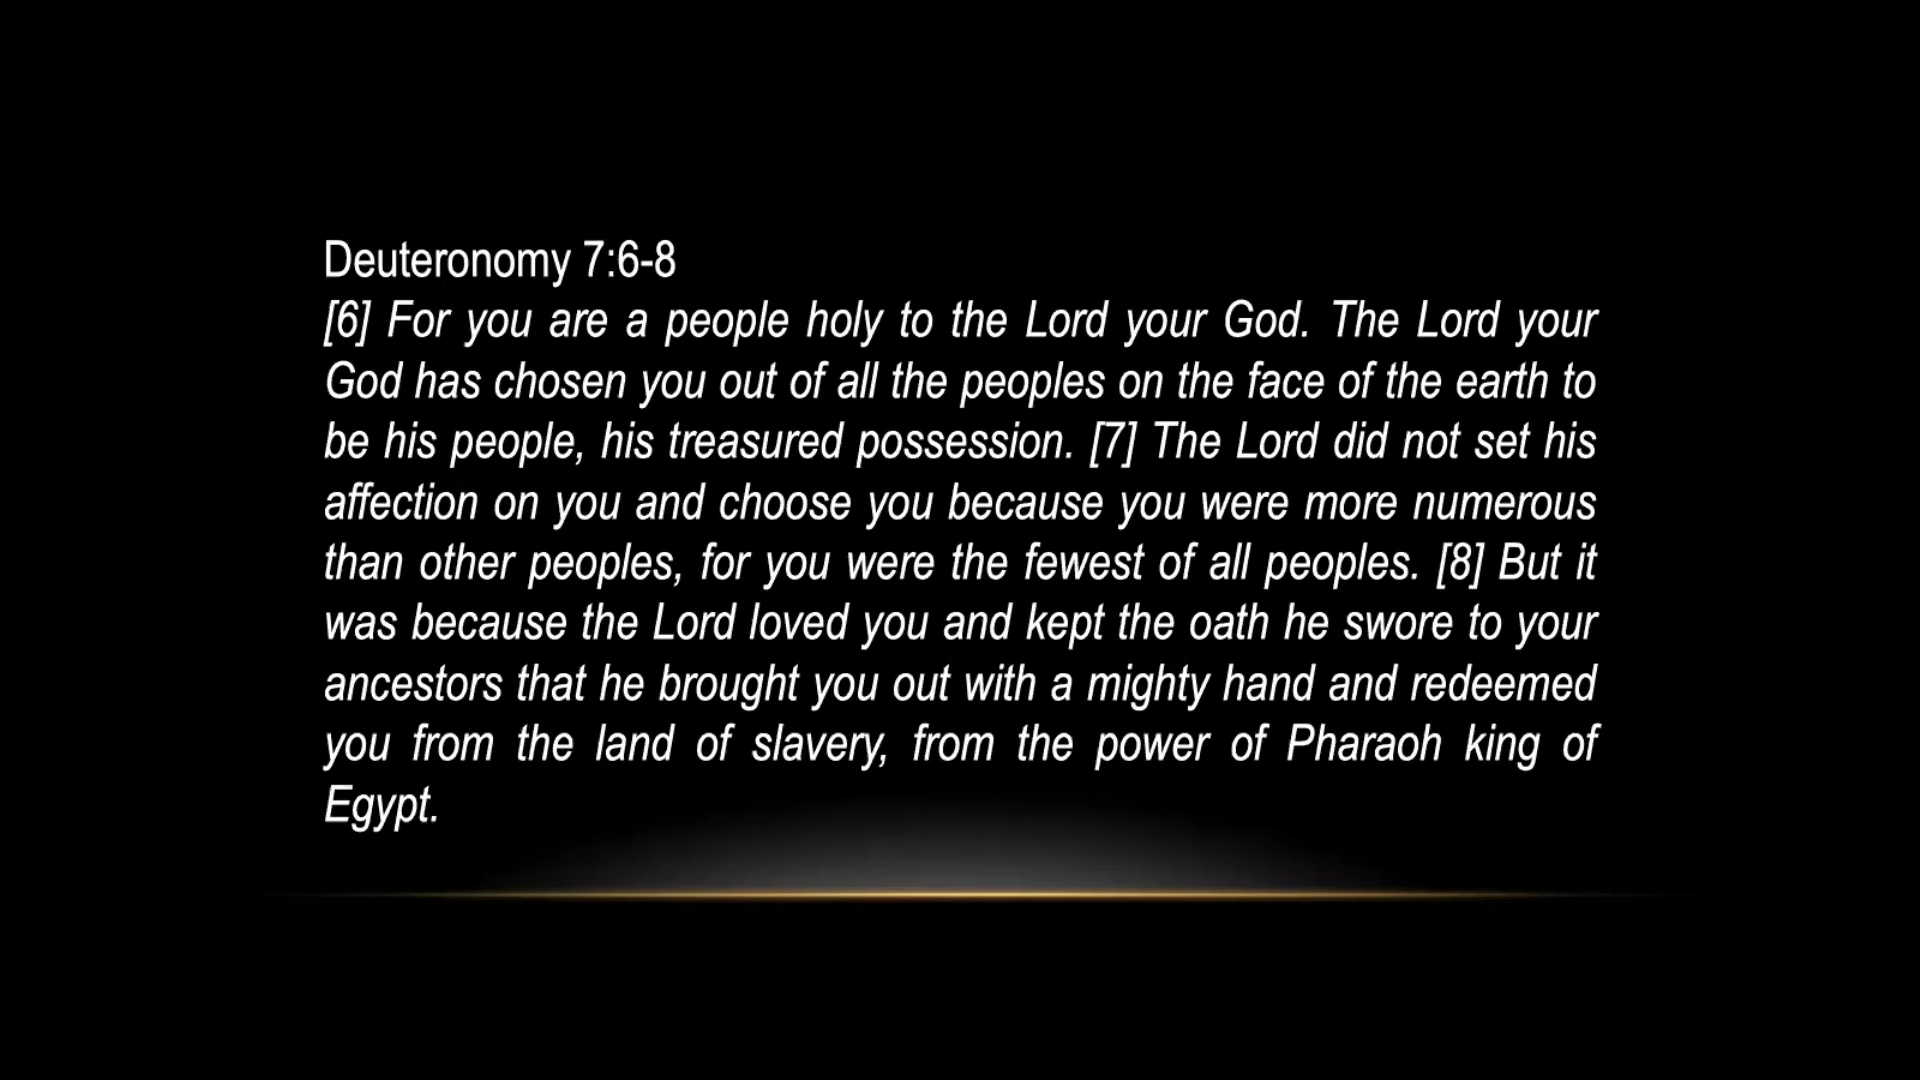 Deuteronomy 7:6-8
[6] For you are a people holy to the Lord your God. The Lord your
God has chosen you out of all the peoples on the face of the earth to
be his people, his treasured possession. [7] The Lord did not set his
affection on you and choose you because you were more numerous
than other peoples, for you were the fewest of all peoples. [8] But it
was because the Lord loved you and kept the oath he swore to your
ancestors that he brought you out with a mighty hand and redeemed
you from the land of slavery, from the power of Pharaoh king of
Egypt.